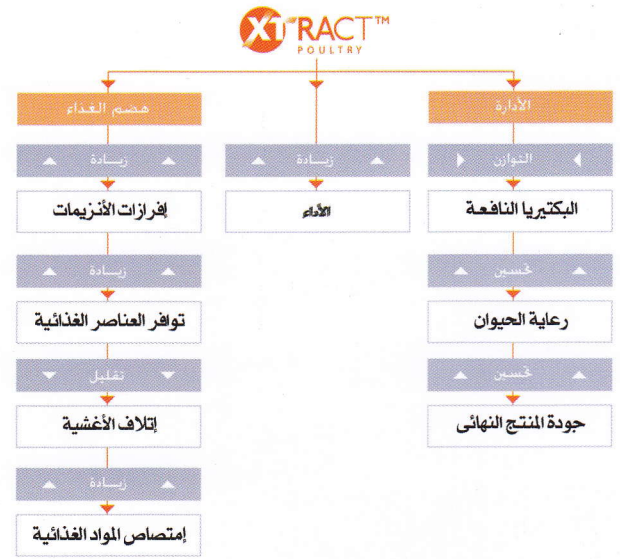 XTRACT™
POULTRY
الأدارة
التوازن
البكتيريا النافعة
تحسين
رعاية الحيوان
تحسين
جودة المنتج النهائى
زيادة
الأداء
هضم الغذاء
زيادة
إفرازات الأنزيمات
زيادة
توافر العناصر الغذائية
تقليل
إتلاف الأغشية
زيادة
إمتصاص المواد الغذائية